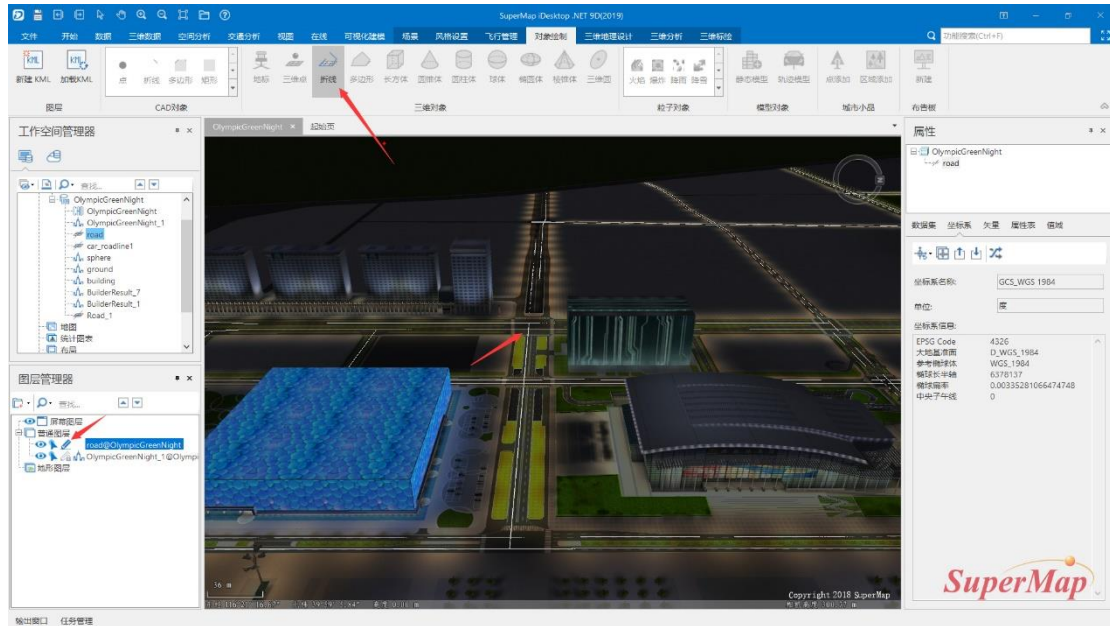 SuperMap iDesktop .NET 9D(2019)
文件 开始 数据 三维数据 空间分析 交通分析 视图 在线 可视化建模 场景 风格设置 飞行管理 对象绘制 三维地理设计 三维分析 三维标绘 功能搜索(Ctrl+F)
新建 KML 加载KML 点 折线 多边形 矩形 地标 三维点 折线 多边形 长方体 圆锥体 圆柱体 球体 椭圆体 棱锥体 三维面 火焰 爆炸 降雨 降雪 静态模型 轨迹模型 点添加 区域添加 新建
图层 CAD对象 三维对象 粒子对象 模型对象 城市小品 布告板
工作空间管理器
查找...
OlympicGreenNight
OlympicGreenNight
OlympicGreenNight_1
road
car_roadline1
sphere
ground
building
BuilderResult_7
BuilderResult_1
Road_1
地图
统计图表
布局
图层管理器
查找...
屏幕图层
普通图层
road@OlympicGreenNight
OlympicGreenNight_1@Olympi
地形图层
OlympicGreenNight × 起始页
N
36 m
Copyright 2018 SuperMap
属性
OlympicGreenNight
road
数据集 坐标系 矢量 属性表 值域
坐标系名称: GCS_WGS 1984
单位: 度
坐标系信息:
EPSG Code 4326
大地基准面 D_WGS_1984
参考椭球体 WGS_1984
椭球长半轴 6378137
椭球扁率 0.00335281066474748
中央子午线 0
SuperMap
输出窗口 任务管理